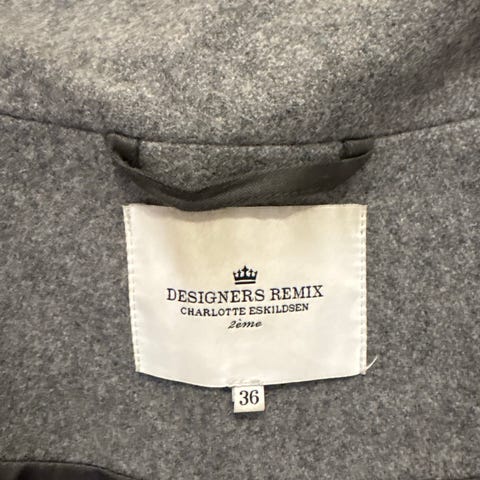 DESIGNERS REMIX
CHARLOTTE ESKILDSEN
2ème
36